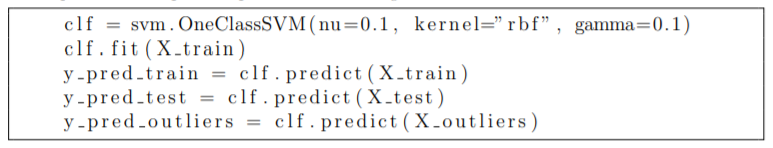 clf = svm.OneClassSVM(nu=0.1, kernel=”rbf”, gamma=0.1)
clf.fit(X_train)
y_pred_train = clf.predict(X_train)
y_pred_test = clf.predict(X_test)
y_pred_outliers = clf.predict(X_outliers)